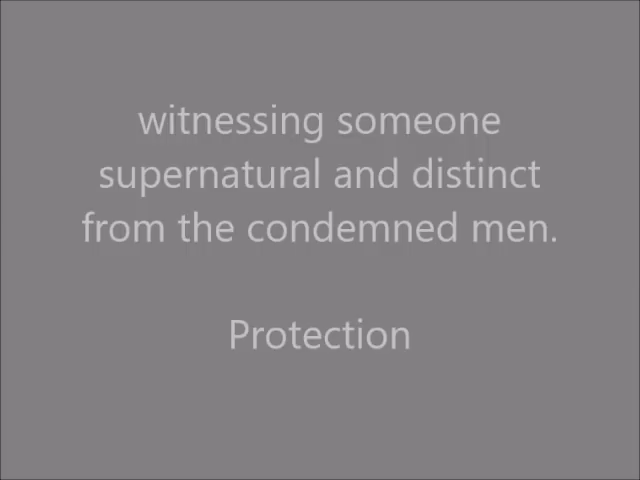 witnessing someone
supernatural and distinct
from the condemned men.
Protection